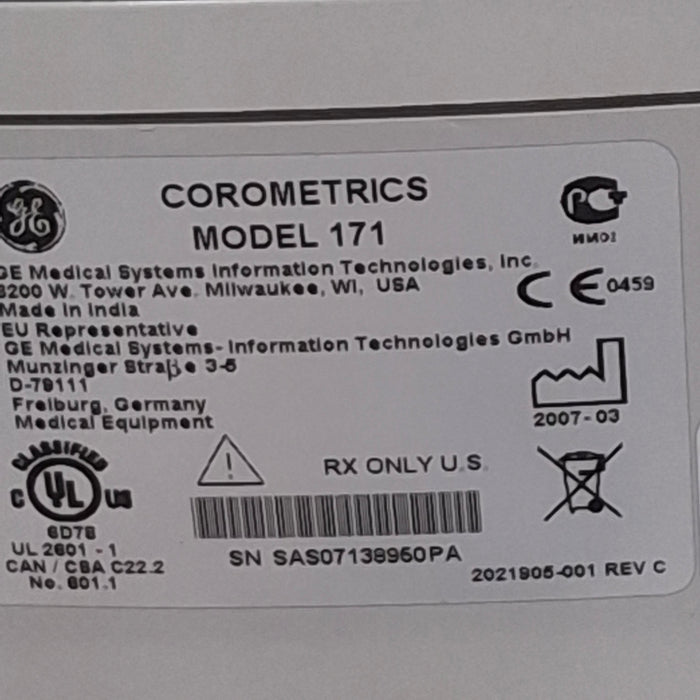 GE
COROMETRICS
MODEL 171
GE Medical Systems Information Technologies, Inc.
8200 W. Tower Ave. Milwaukee, WI, USA
Made In India
EU Representative
GE Medical Systems- Information Technologies GmbH
Munzinger Straße 3-5
D-79111
Freiburg, Germany
Medical Equipment
CE 0459
2007-03
CLASSIFIED
C UL US
6D78
UL 2601 - 1
CAN / CSA C22.2
No. 601.1
RX ONLY U.S.
SN SAS07138950PA
2021905-001 REV C